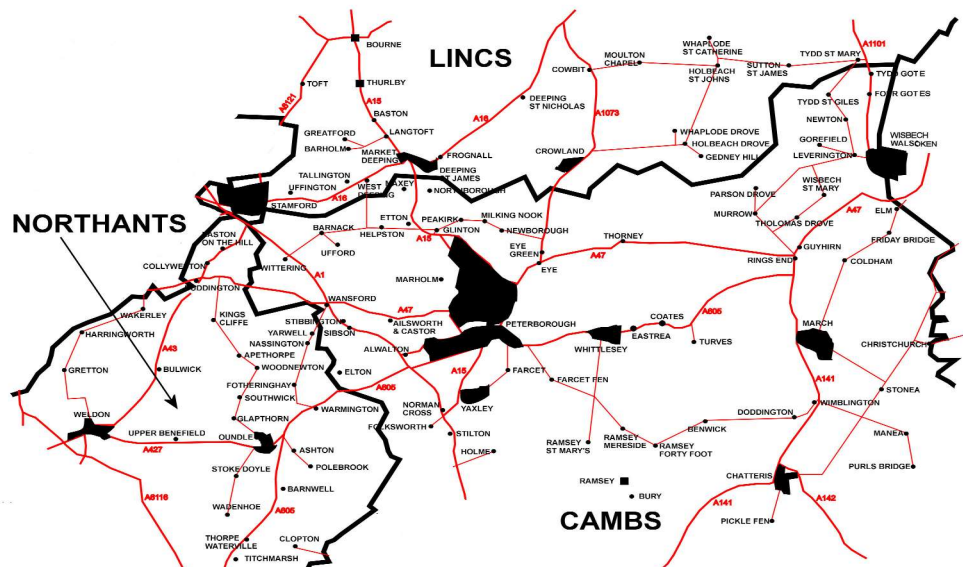 BOURNE
LINCS
WHAPLODE
ST CATHERINE
A1101
MOULTON
CHAPEL
TYDD ST MARY
COWBIT
HOLBEACH
ST JOHNS
SUTTON
ST JAMES
TYDD GOTE
TOFT
THURLBY
A6121
A15
DEEPING
ST NICHOLAS
TYDD ST GILES
FOUR GOTES
BASTON
A16
A1073
NEWTON
GREATFORD
LANGTOFT
WHAPLODE DROVE
GOREFIELD
WISBECH
BARHOLM
MARKET
DEEPING
FROGNALL
CROWLAND
HOLBEACH DROVE
GEDNEY HILL
LEVERINGTON
DEEPING
ST JAMES
TALLINGTON
UFFINGTON
WEST
MAXEY
NORTHBOROUGH
PARSON DROVE
WISBECH
ST MARY
STAMFORD
A16
NORTHANTS
ETTON
PEAKIRK
MILKING NOOK
MURROW
A47
ELM
ON THE HILL
BARNACK
HELPSTON
A15
GLINTON
NEWBOROUGH
THORNEY
THOLOMAS DROVE
GUYHIRN
FRIDAY BRIDGE
UFFORD
EYE
GREEN
COLLYWESTON
WITTERING
A1
EYE
A47
RINGS END
COLDHAM
MARHOLM
DUDDINGTON
WANSFORD
A47
WAKERLEY
KINGS
CLIFFE
STIBBINGTON
SIBSON
AILSWORTH
& CASTOR
PETERBOROUGH
COATES
A605
MARCH
HARRINGWORTH
YARWELL
NASSINGTON
EASTREA
A43
APETHORPE
ALWALTON
WHITTLESEY
TURVES
CHRISTCHURCH
GRETTON
BULWICK
WOODNEWTON
ELTON
FARCET
A141
FOTHERINGHAY
A605
A15
FARCET FEN
STONEA
SOUTHWICK
WELDON
WARMINGTON
NORMAN
CROSS
YAXLEY
WIMBLINGTON
GLAPTHORN
FOLKSWORTH
DODDINGTON
UPPER BENEFIELD
OUNDLE
STILTON
RAMSEY
MERESIDE
BENWICK
MANEA
A427
ASHTON
HOLME
RAMSEY
ST MARY'S
RAMSEY
FORTY FOOT
STOKE DOYLE
POLEBROOK
CHATTERIS
PURLS BRIDGE
A6116
BARNWELL
RAMSEY
BURY
A141
A142
WADENHOE
A605
CAMBS
PICKLE FEN
THORPE
WATERVILLE
CLOPTON
TITCHMARSH